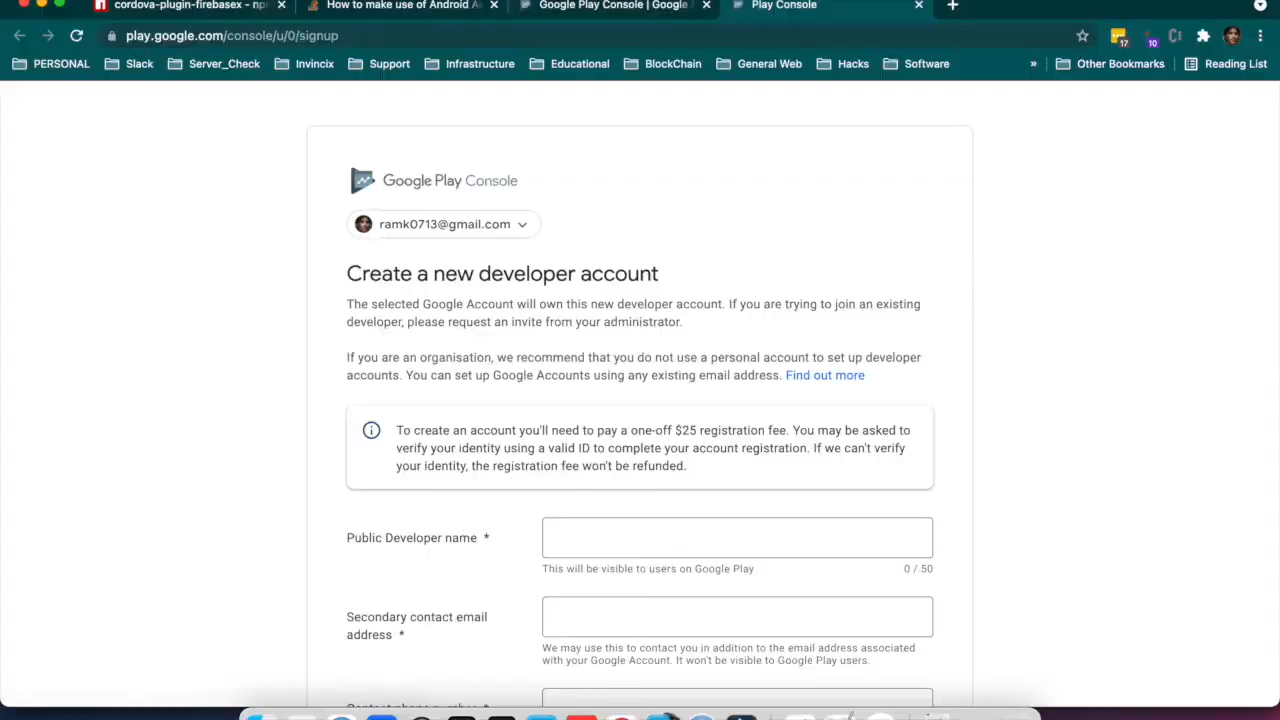 cordova-plugin-firebasex - np
How to make use of Android A
Google Play Console | Google
Play Console
play.google.com/console/u/0/signup
17
10
PERSONAL
Slack
Server_Check
Invincix
Support
Infrastructure
Educational
BlockChain
General Web
Hacks
Software
»
Other Bookmarks
Reading List
Google Play Console
ramk0713@gmail.com
Create a new developer account
The selected Google Account will own this new developer account. If you are trying to join an existing
developer, please request an invite from your administrator.
If you are an organisation, we recommend that you do not use a personal account to set up developer
accounts. You can set up Google Accounts using any existing email address. Find out more
To create an account you'll need to pay a one-off $25 registration fee. You may be asked to
verify your identity using a valid ID to complete your account registration. If we can't verify
your identity, the registration fee won't be refunded.
Public Developer name *
This will be visible to users on Google Play
0 / 50
Secondary contact email
address *
We may use this to contact you in addition to the email address associated
with your Google Account. It won't be visible to Google Play users.
Contact phone number *